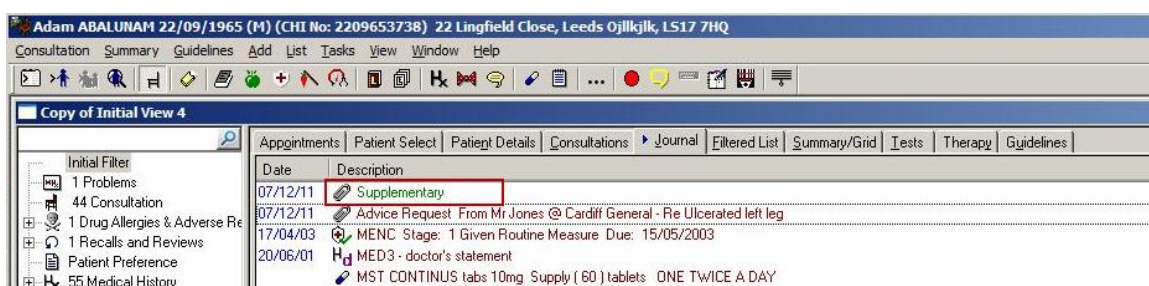 Adam ABALUNAM 22/09/1965 (M) (CHI No: 2209653738) 22 Lingfield Close, Leeds Ojllkjlk, LS17 7HQ
Consultation Summary Guidelines Add List Tasks View Window Help
Copy of Initial View 4
Appointments Patient Select Patient Details Consultations Journal Filtered List Summary/Grid Tests Therapy Guidelines
Initial Filter
1 Problems
44 Consultation
1 Drug Allergies & Adverse Re
1 Recalls and Reviews
Patient Preference
55 Medical History
Date Description
07/12/11 Supplementary
07/12/11 Advice Request From Mr Jones @ Cardiff General - Re Ulcerated left leg
17/04/03 MENC Stage: 1 Given Routine Measure Due: 15/05/2003
20/06/01 MED3 - doctor's statement
MST CONTINUS tabs 10mg Supply ( 60 ) tablets ONE TWICE A DAY